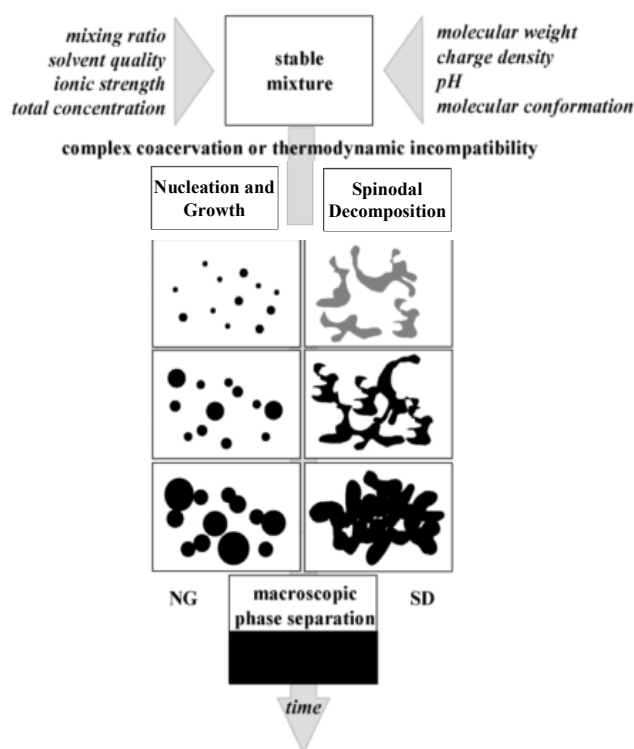 mixing ratio
solvent quality
ionic strength
total concentration
stable
mixture
molecular weight
charge density
pH
molecular conformation
complex coacervation or thermodynamic incompatibility
Nucleation and
Growth
Spinodal
Decomposition
NG
macroscopic
phase separation
SD
time